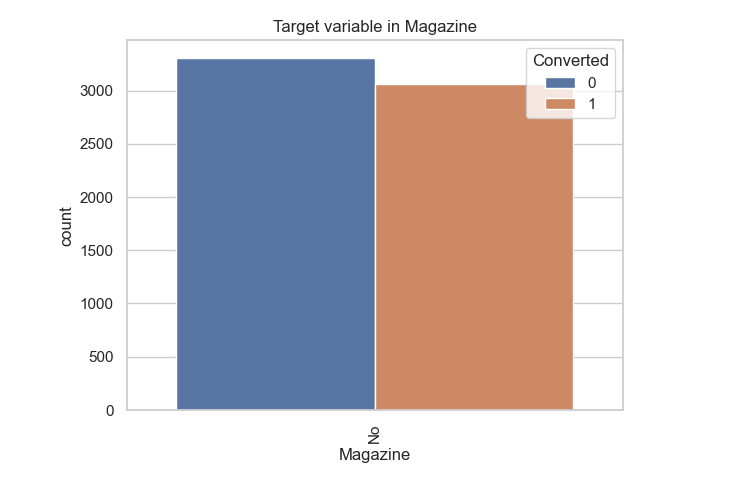 Target variable in Magazine
Converted
0
1
3000
2500
2000
1500
1000
500
0
count
No
Magazine